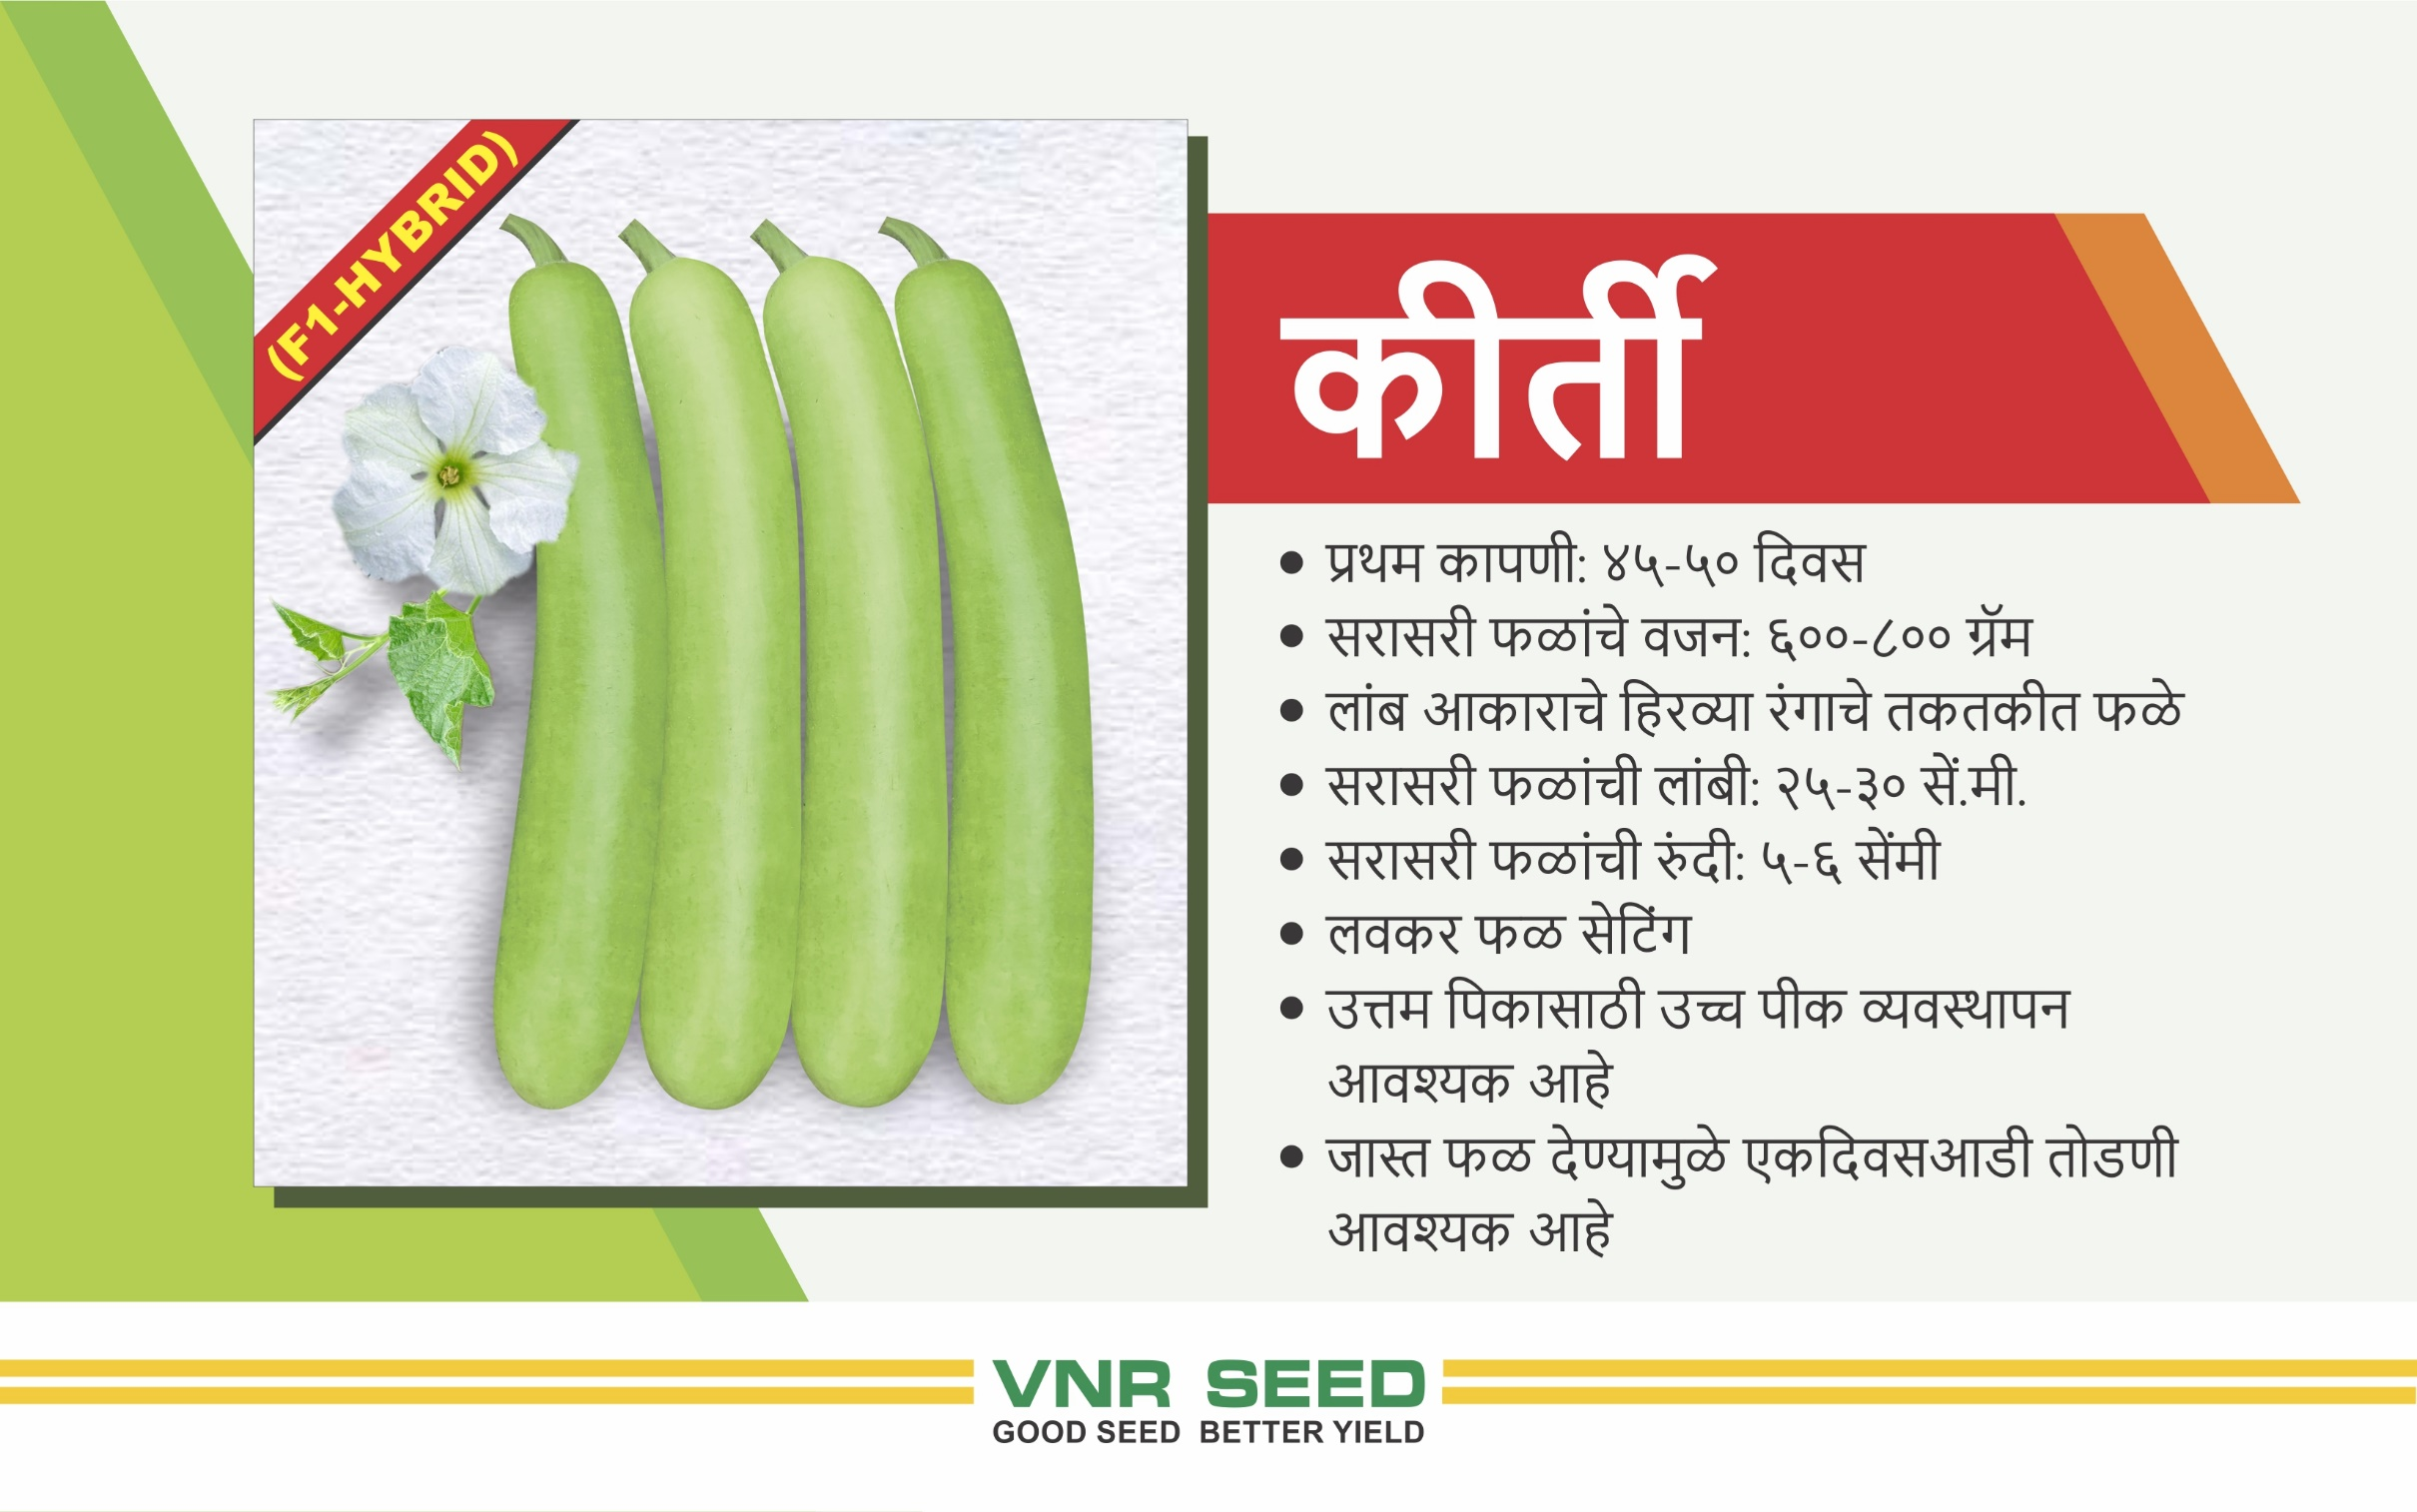 (F1-HYBRID)
कीर्ती
• प्रथम कापणी: ४५-५० दिवस
• सरासरी फळांचे वजन: ६००-८०० ग्रॅम
• लांब आकाराचे हिरव्या रंगाचे तकतकीत फळे
• सरासरी फळांची लांबी: २५-३० सें.मी.
• सरासरी फळांची रुंदी: ५-६ सेंमी
• लवकर फळ सेटिंग
• उत्तम पिकासाठी उच्च पीक व्यवस्थापन
आवश्यक आहे
• जास्त फळ देण्यामुळे एकदिवसआडी तोडणी
आवश्यक आहे
VNR SEED
GOOD SEED BETTER YIELD